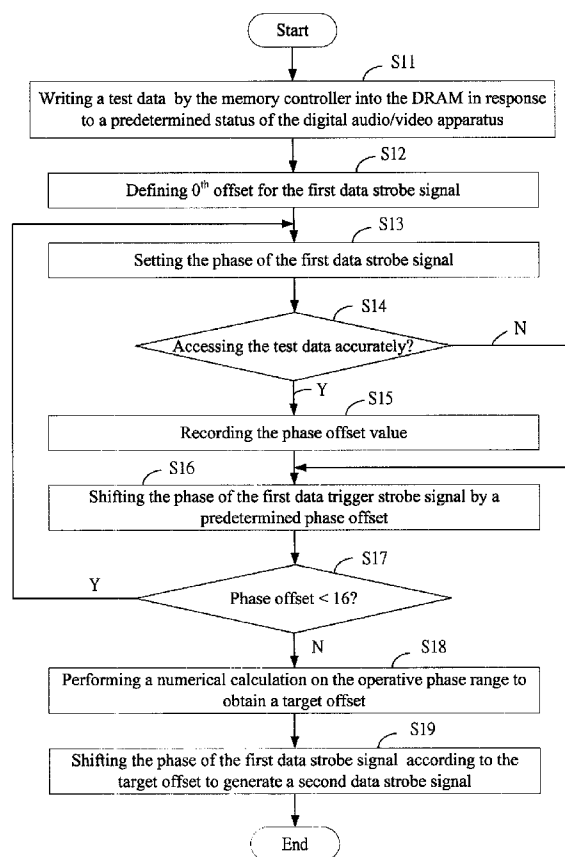 Start
S11
Writing a test data by the memory controller into the DRAM in response
to a predetermined status of the digital audio/video apparatus
S12
Defining 0th offset for the first data strobe signal
S13
Setting the phase of the first data strobe signal
S14
Accessing the test data accurately?
N
Y
S15
Recording the phase offset value
S16
Shifting the phase of the first data trigger strobe signal by a
predetermined phase offset
S17
Y
Phase offset < 16?
N
S18
Performing a numerical calculation on the operative phase range to
obtain a target offset
S19
Shifting the phase of the first data strobe signal according to the
target offset to generate a second data strobe signal
End